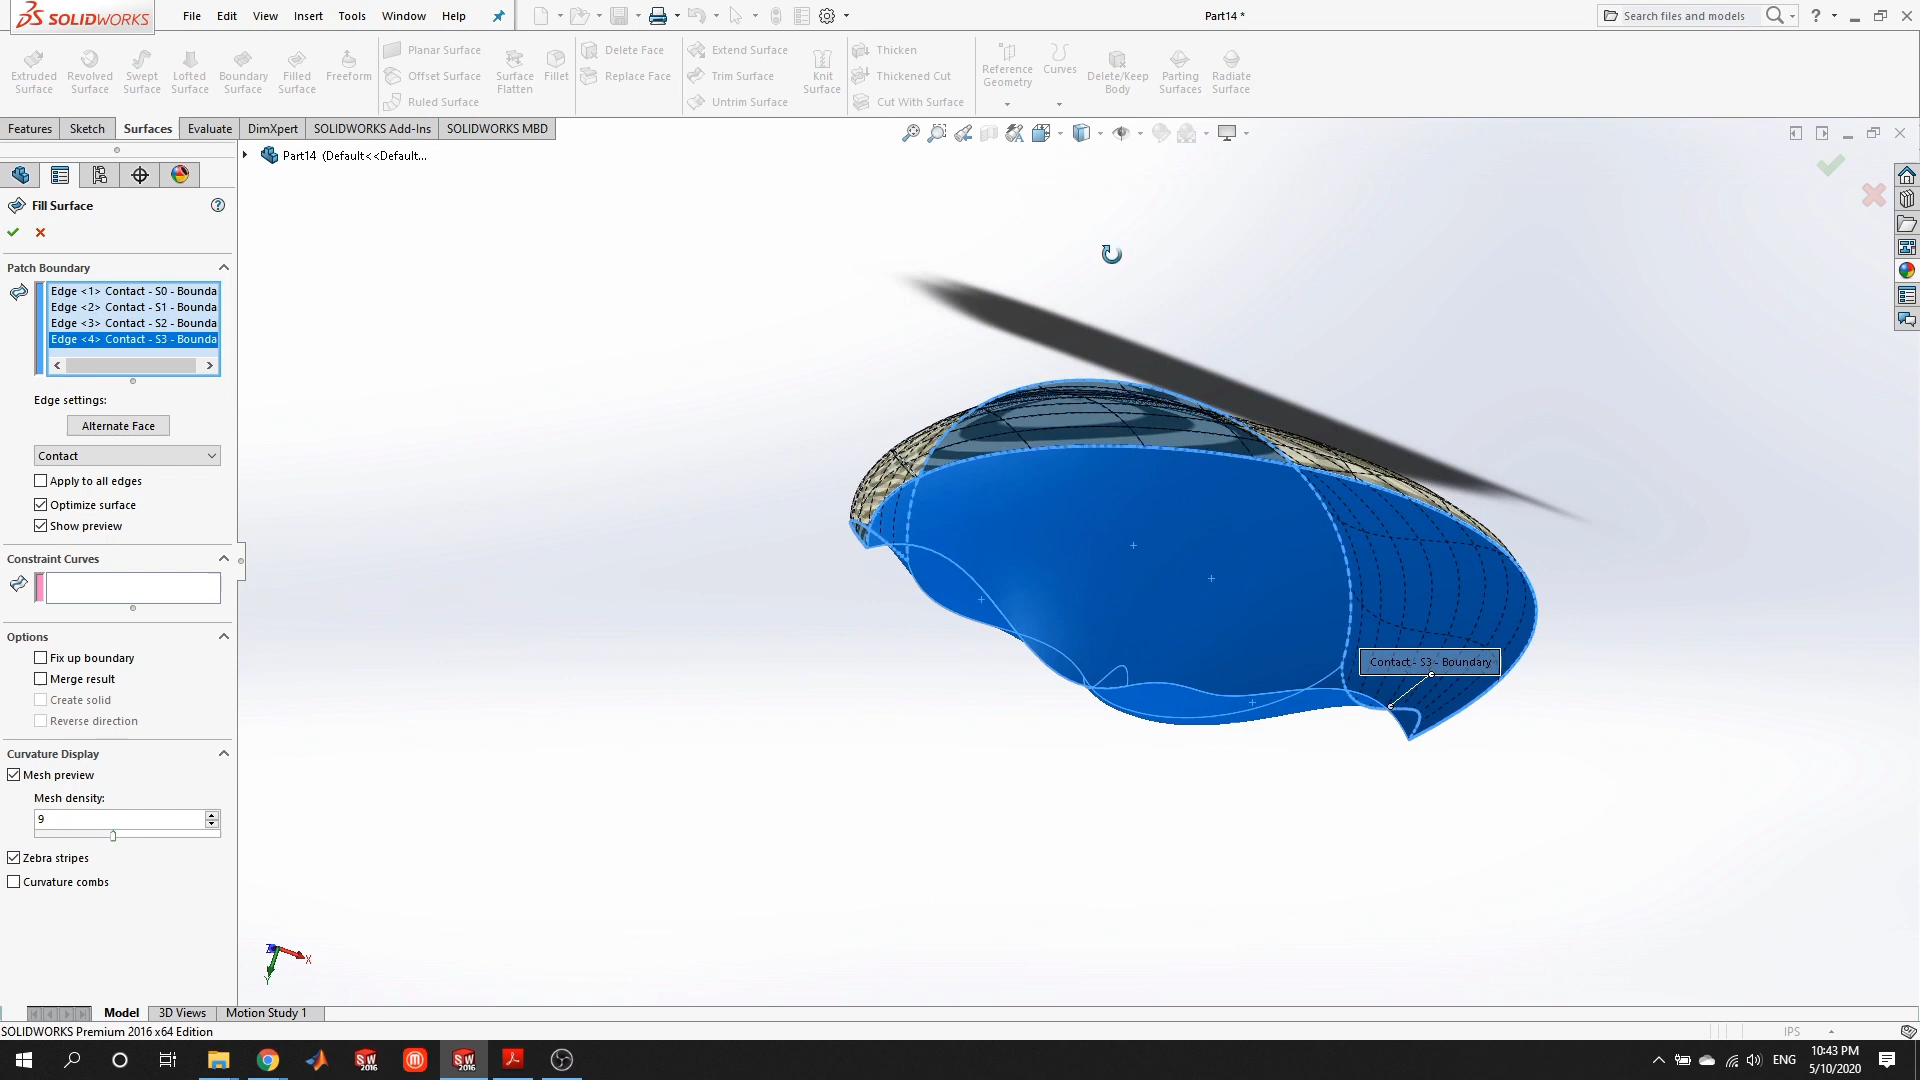 SOLIDWORKS
File Edit View Insert Tools Window Help
Part14 *
Search files and models
Extruded Surface
Revolved Surface
Swept Surface
Lofted Surface
Boundary Surface
Filled Surface
Freeform
Planar Surface
Offset Surface
Ruled Surface
Surface Flatten
Fillet
Delete Face
Replace Face
Extend Surface
Trim Surface
Untrim Surface
Knit Surface
Thicken
Thickened Cut
Cut With Surface
Reference Geometry
Curves
Delete/Keep Body
Parting Surfaces
Radiate Surface
Features Sketch Surfaces Evaluate DimXpert SOLIDWORKS Add-Ins SOLIDWORKS MBD
Part14 (Default<<Default...
Fill Surface
Patch Boundary
Edge <1> Contact - S0 - Bounda
Edge <2> Contact - S1 - Bounda
Edge <3> Contact - S2 - Bounda
Edge <4> Contact - S3 - Bounda
Edge settings:
Alternate Face
Contact
Apply to all edges
Optimize surface
Show preview
Constraint Curves
Options
Fix up boundary
Merge result
Create solid
Reverse direction
Curvature Display
Mesh preview
Mesh density:
9
Zebra stripes
Curvature combs
Contact - S3 - Boundary
Z X
Y
Model 3D Views Motion Study 1
SOLIDWORKS Premium 2016 x64 Edition
IPS
SW 2016
SW 2016
ENG
10:43 PM
5/10/2020